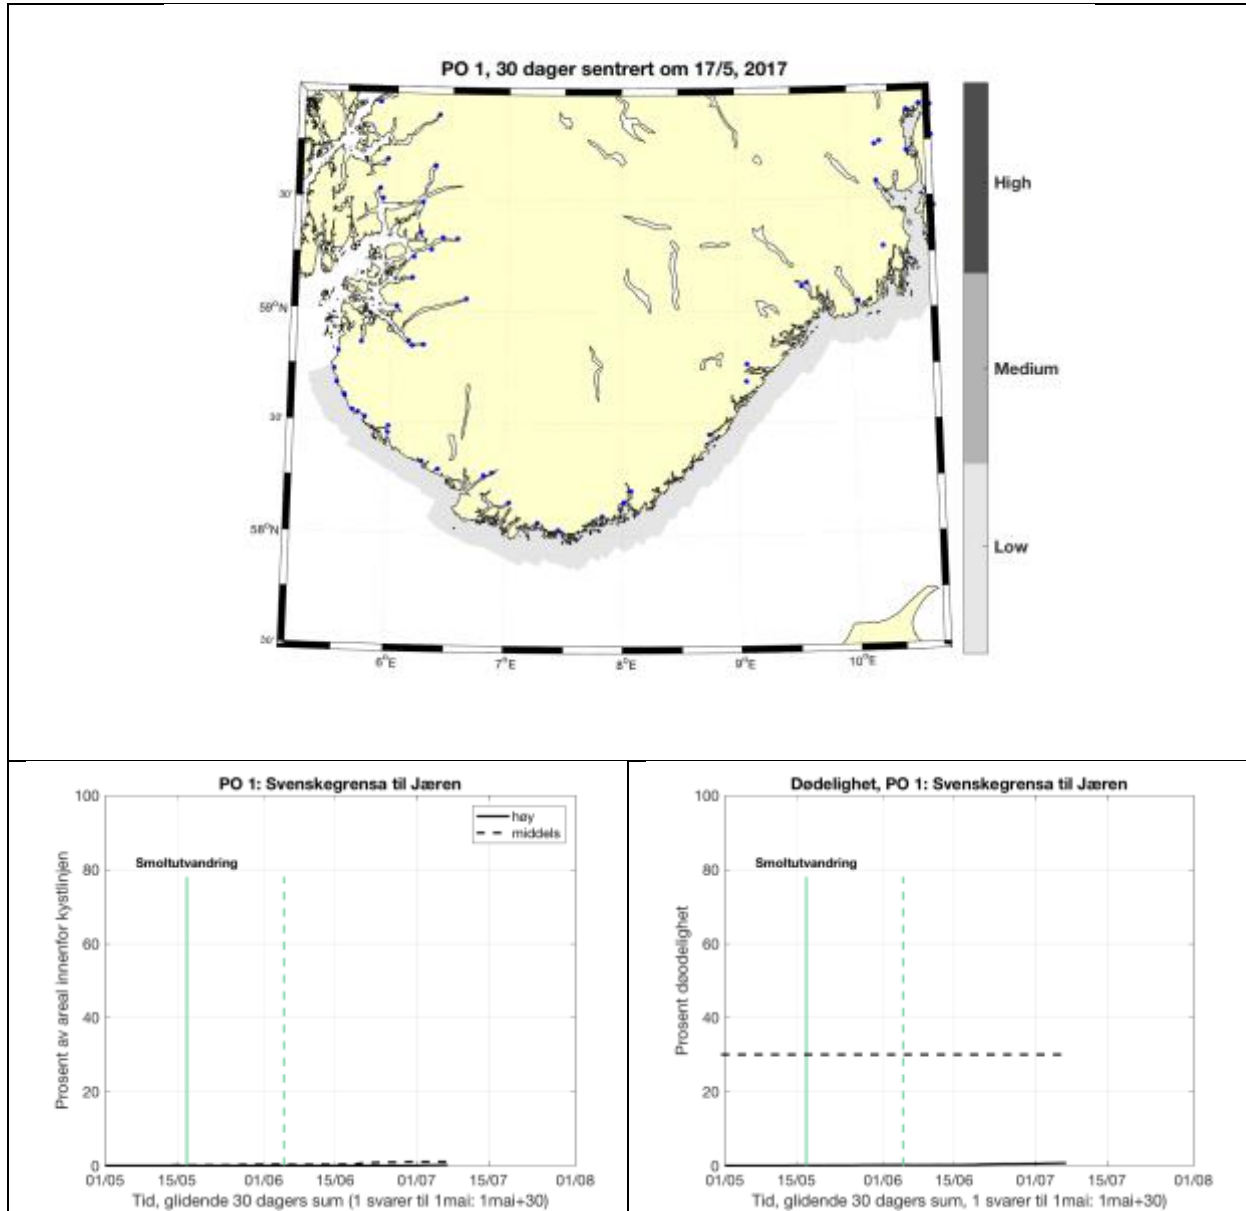 PO 1, 30 dager sentrert om 17/5, 2017
High
30'
Medium
59°N
30'
58°N
Low
30'
6°E 7°E 8°E 9°E 10°E
PO 1: Svenskegrensa til Jæren
100
høy
middels
Smoltutvandring
80
60
40
20
0
Prosent av areal innenfor kystlinjen
01/05 15/05 01/06 15/06 01/07 15/07 01/08
Tid, glidende 30 dagers sum (1 svarer til 1mai: 1mai+30)
Dødelighet, PO 1: Svenskegrensa til Jæren
100
Smoltutvandring
80
60
40
20
0
Prosent døodelighet
01/05 15/05 01/06 15/06 01/07 15/07 01/08
Tid, glidende 30 dagers sum, 1 svarer til 1mai: 1mai+30)